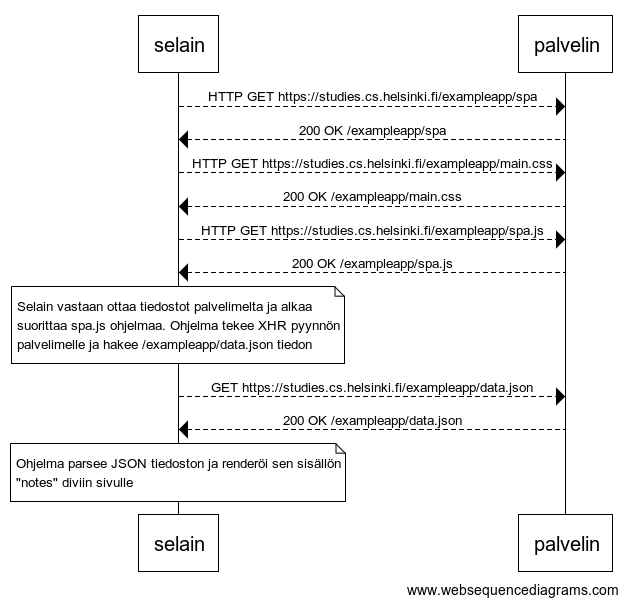 selain
palvelin
HTTP GET https://studies.cs.helsinki.fi/exampleapp/spa
200 OK /exampleapp/spa
HTTP GET https://studies.cs.helsinki.fi/exampleapp/main.css
200 OK /exampleapp/main.css
HTTP GET https://studies.cs.helsinki.fi/exampleapp/spa.js
200 OK /exampleapp/spa.js
Selain vastaan ottaa tiedostot palvelimelta ja alkaa
suorittaa spa.js ohjelmaa. Ohjelma tekee XHR pyynnön
palvelimelle ja hakee /exampleapp/data.json tiedon
GET https://studies.cs.helsinki.fi/exampleapp/data.json
200 OK /exampleapp/data.json
Ohjelma parsee JSON tiedoston ja renderöi sen sisällön
"notes" diviin sivulle
selain
palvelin
www.websequencediagrams.com